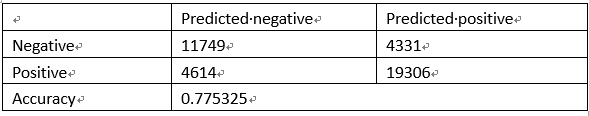 Predicted negative Predicted positive
Negative 11749 4331
Positive 4614 19306
Accuracy 0.775325